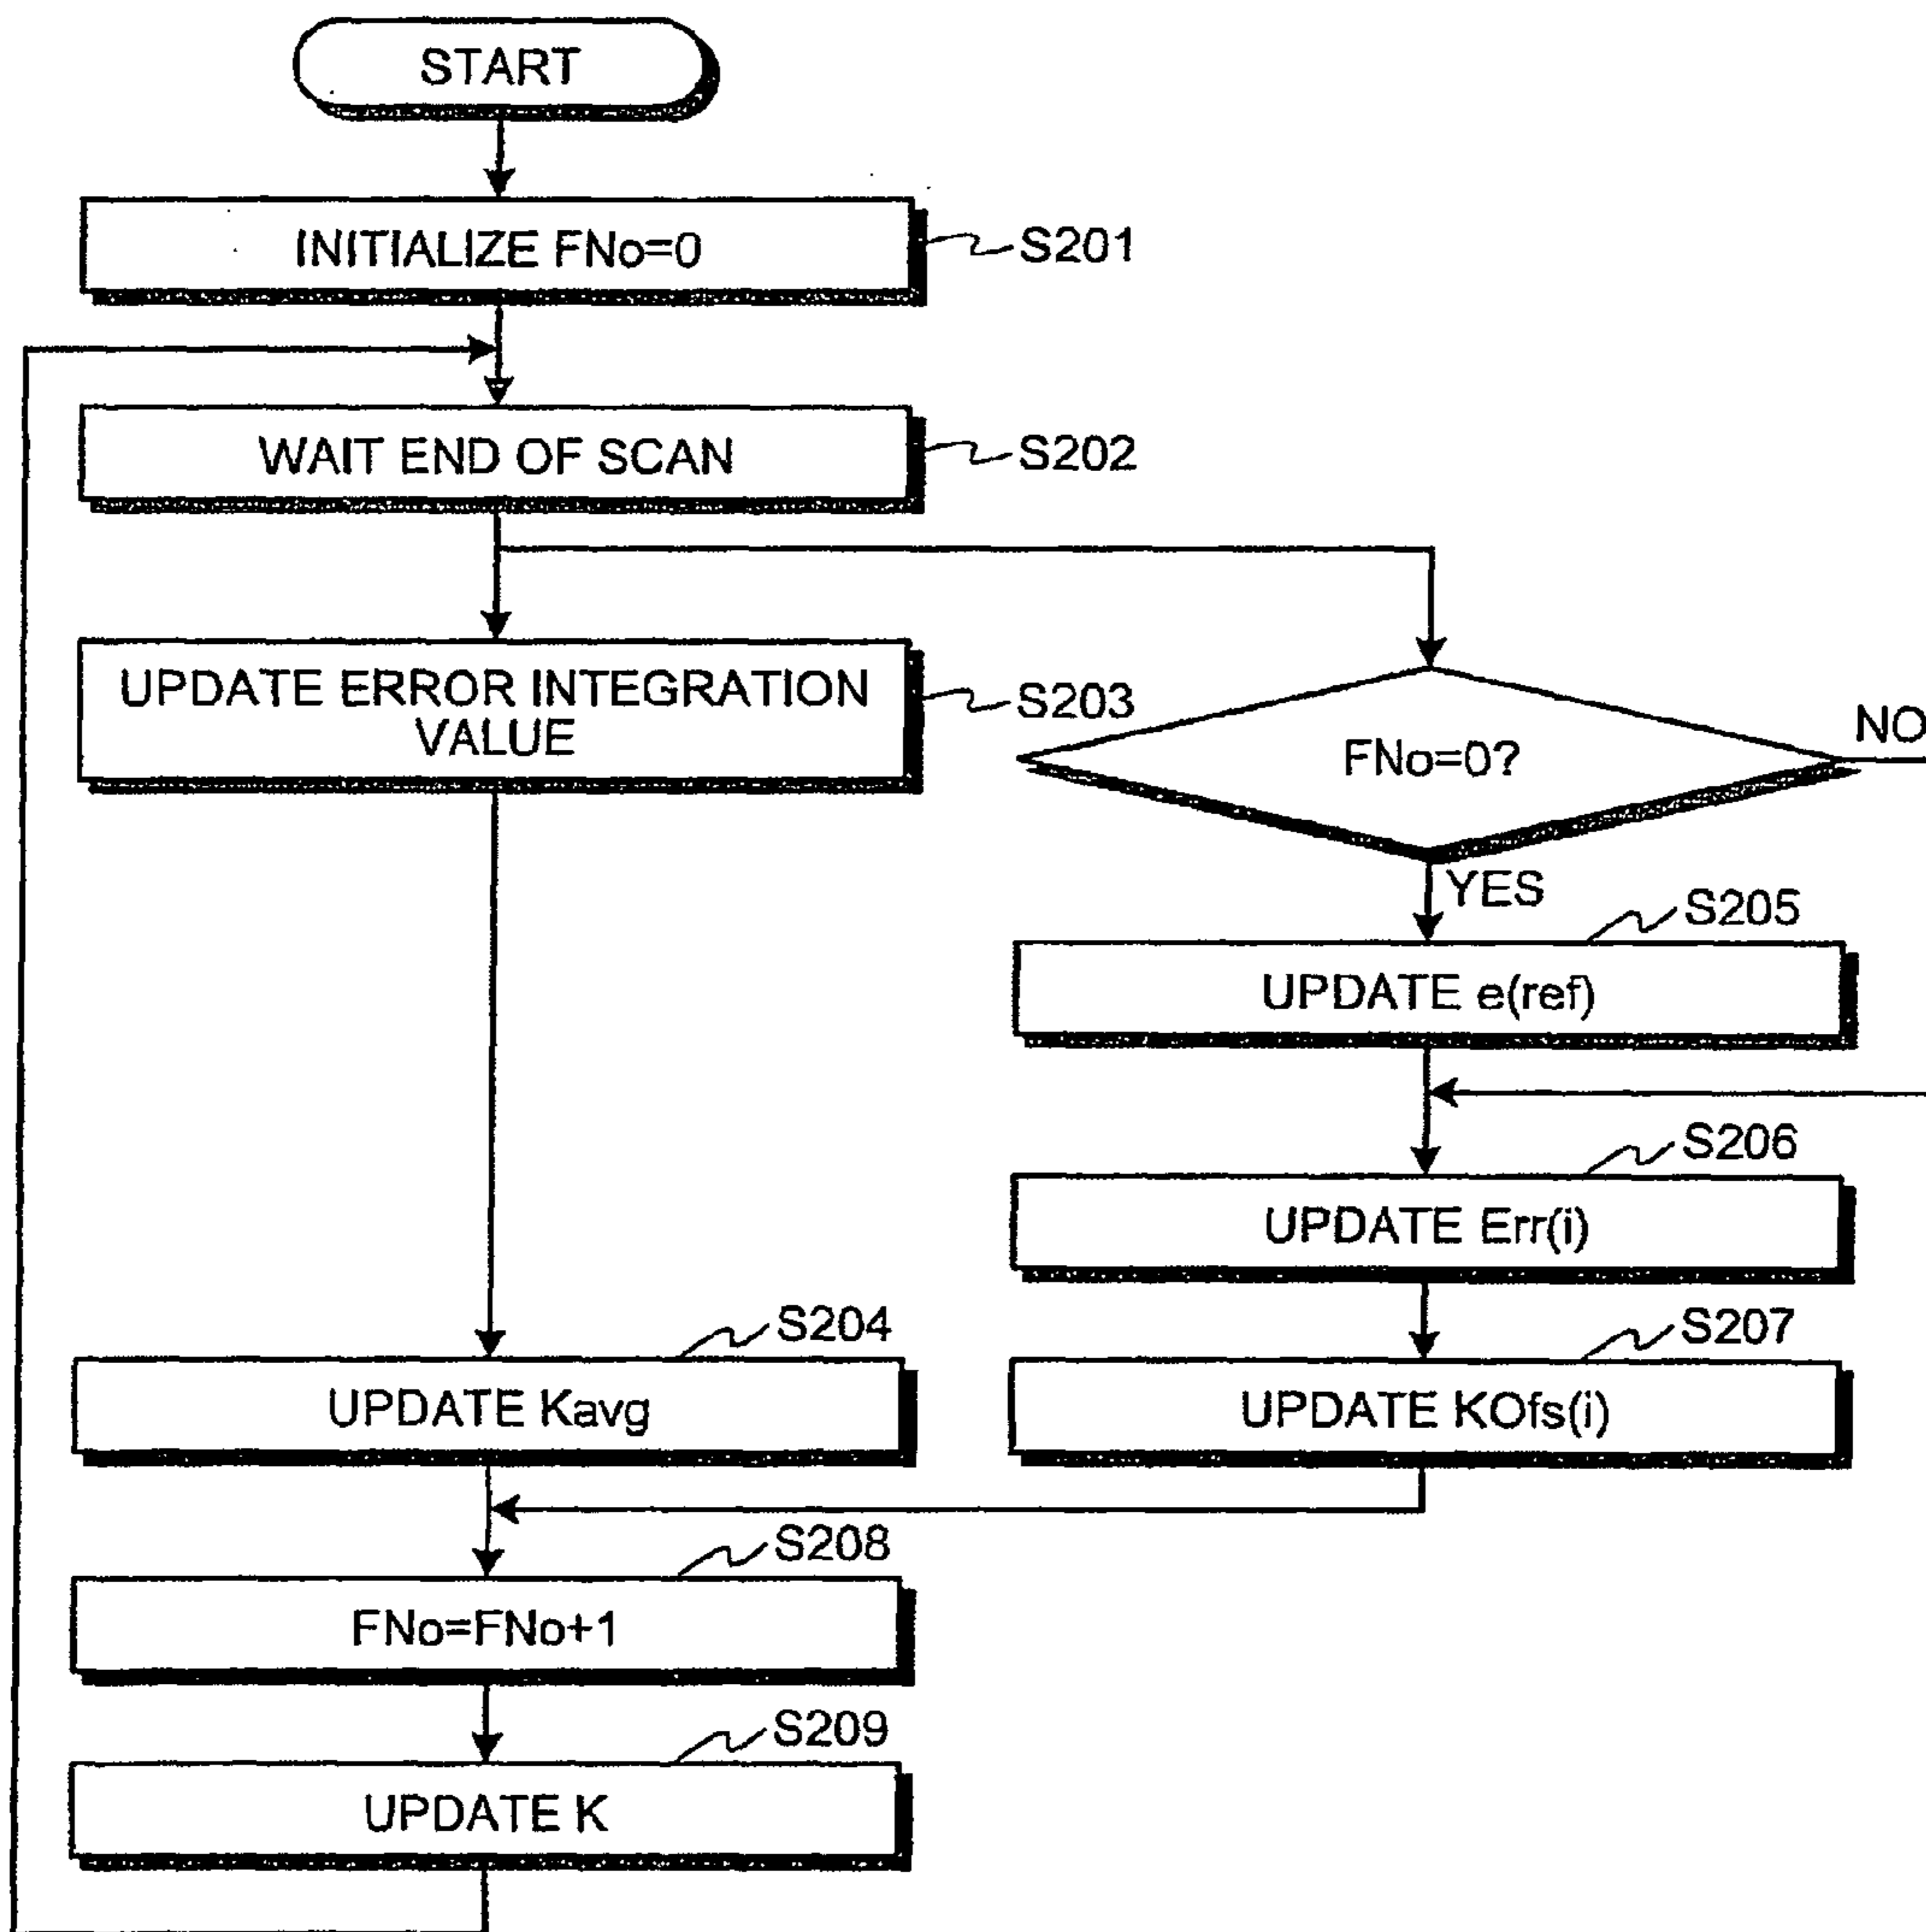 START
INITIALIZE FNo=0
S201
WAIT END OF SCAN
S202
UPDATE ERROR INTEGRATION
VALUE
S203
FNo=0?
NO
YES
S205
UPDATE e(ref)
S206
UPDATE Err(i)
S204
UPDATE Kavg
S207
UPDATE KOfs(i)
S208
FNo=FNo+1
S209
UPDATE K